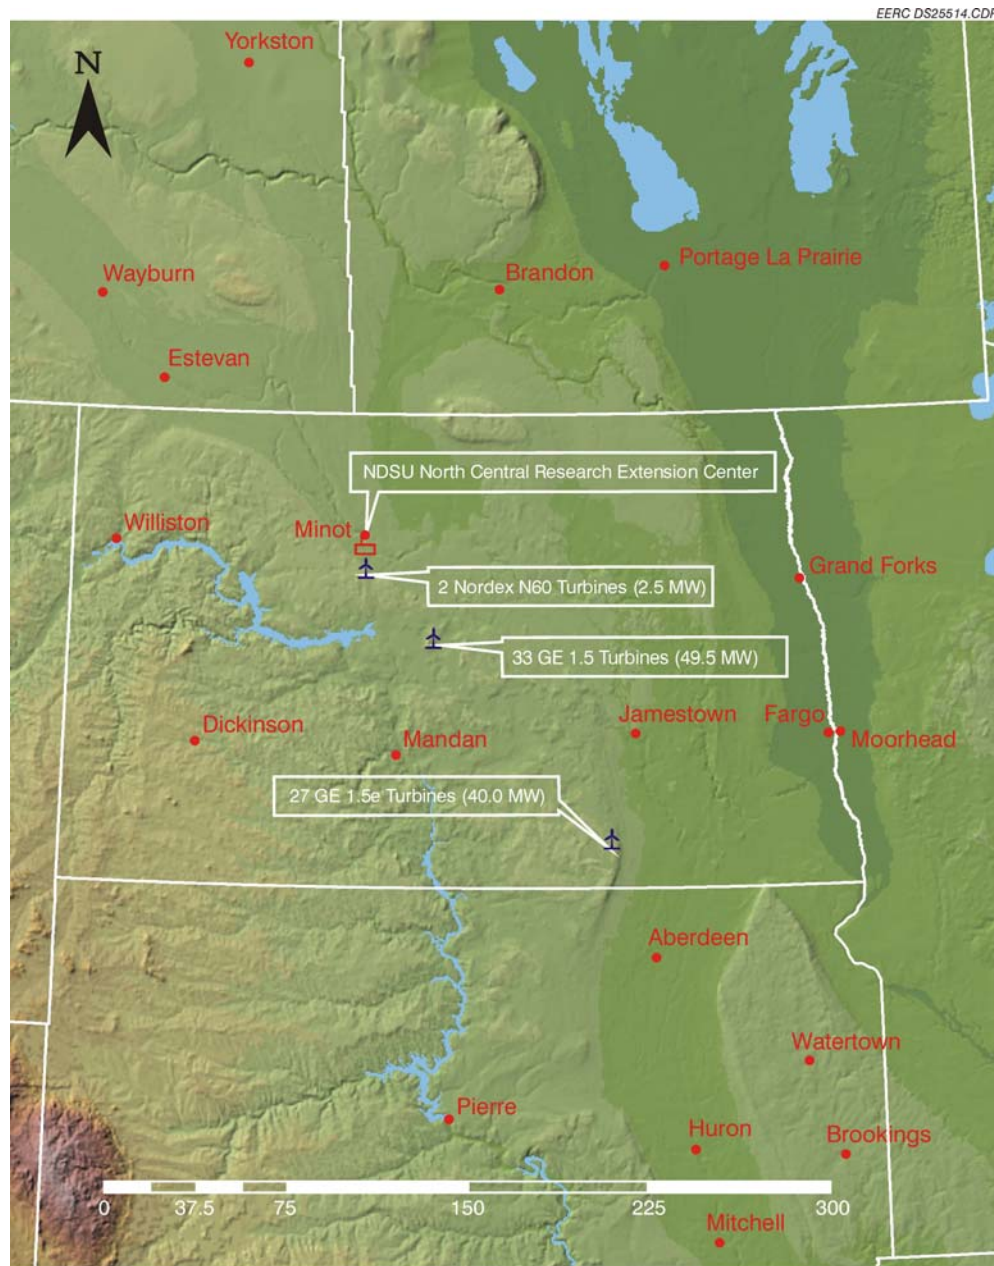 EERC DS25514.CDR
Yorkston
N
Wayburn
Brandon
Portage La Prairie
Estevan
NDSU North Central Research Extension Center
Williston
Minot
Grand Forks
2 Nordex N60 Turbines (2.5 MW)
33 GE 1.5 Turbines (49.5 MW)
Dickinson
Mandan
Jamestown
Fargo
Moorhead
27 GE 1.5e Turbines (40.0 MW)
Aberdeen
Watertown
Pierre
Huron
Brookings
0 37.5 75 150 225 300
Mitchell